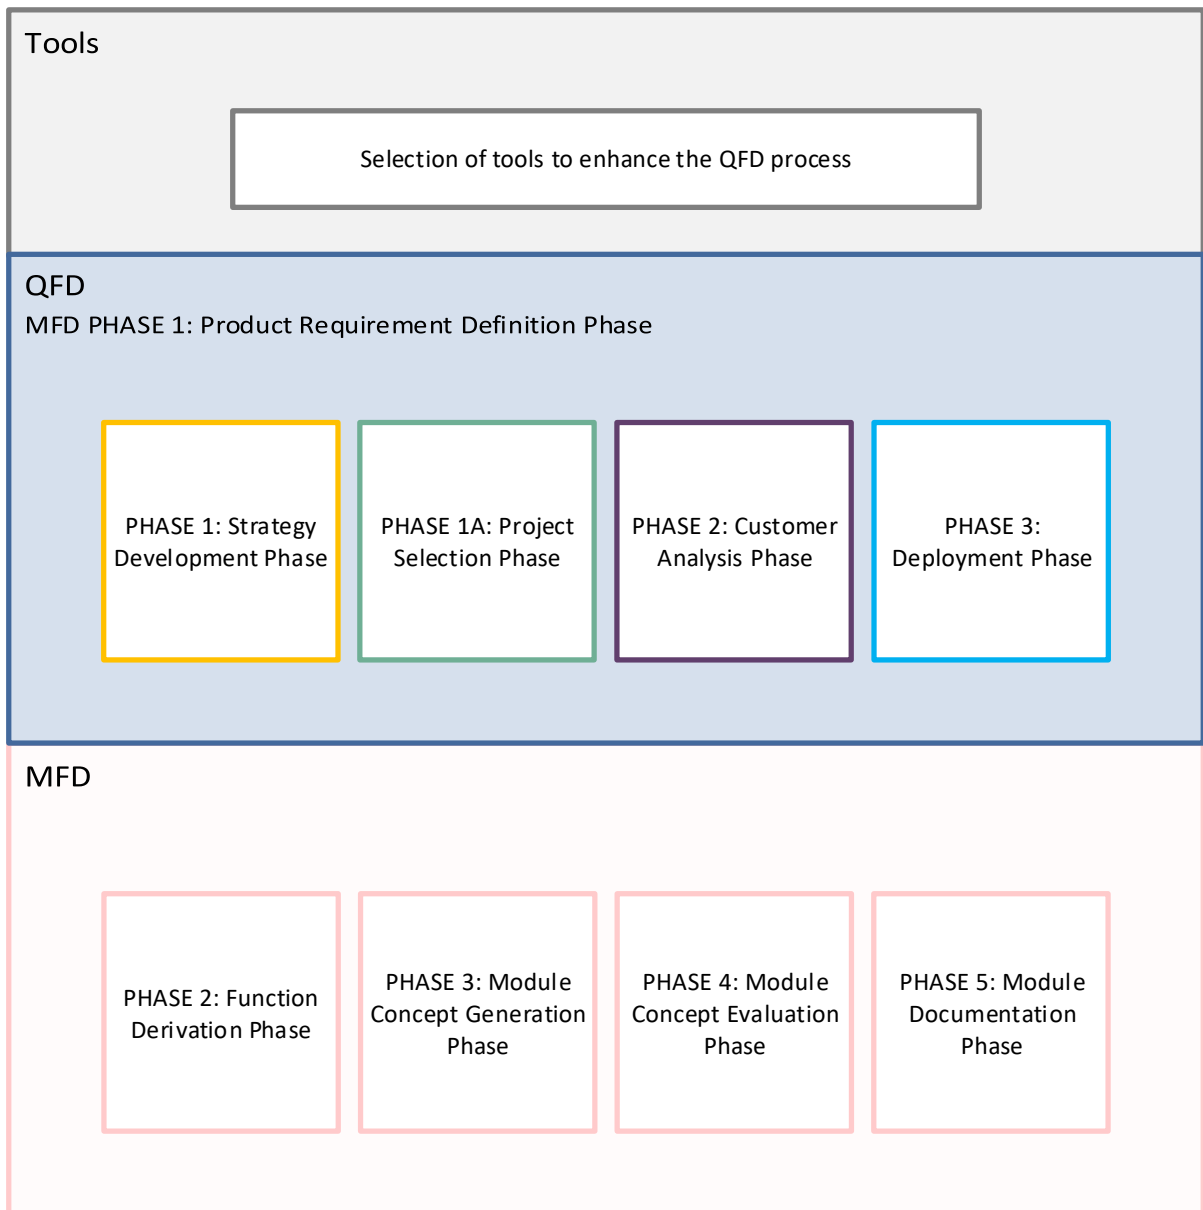 Tools
Selection of tools to enhance the QFD process
QFD
MFD PHASE 1: Product Requirement Definition Phase
PHASE 1: Strategy
Development Phase
PHASE 1A: Project
Selection Phase
PHASE 2: Customer
Analysis Phase
PHASE 3:
Deployment Phase
MFD
PHASE 2: Function
Derivation Phase
PHASE 3: Module
Concept Generation
Phase
PHASE 4: Module
Concept Evaluation
Phase
PHASE 5: Module
Documentation
Phase